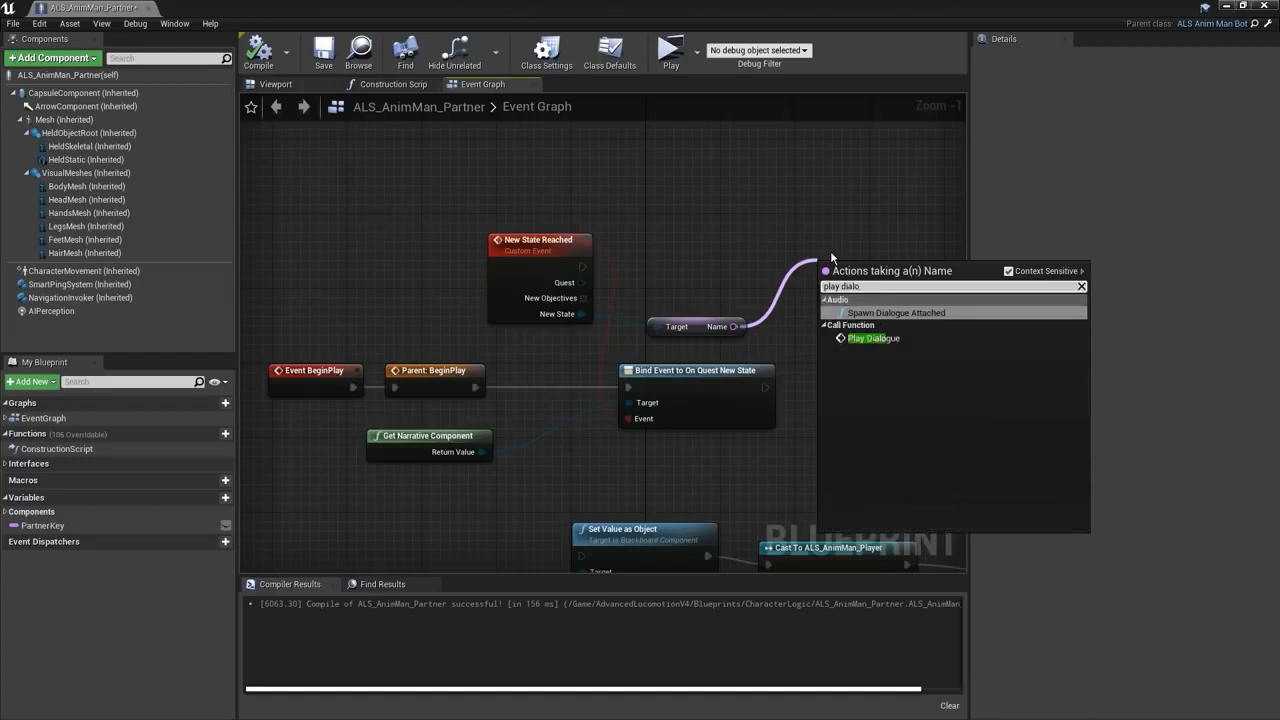 ALS_AnimMan_Partner*
File Edit Asset View Debug Window Help
Parent class: ALS Anim Man Bot
Components
+Add Component
Search
ALS_AnimMan_Partner(self)
CapsuleComponent (Inherited)
ArrowComponent (Inherited)
Mesh (Inherited)
HeldObjectRoot (Inherited)
HeldSkeletal (Inherited)
HeldStatic (Inherited)
VisualMeshes (Inherited)
BodyMesh (Inherited)
HeadMesh (Inherited)
HandsMesh (Inherited)
LegsMesh (Inherited)
FeetMesh (Inherited)
HairMesh (Inherited)
CharacterMovement (Inherited)
SmartPingSystem (Inherited)
NavigationInvoker (Inherited)
AIPerception
My Blueprint
+Add New
Search
Graphs
EventGraph
Functions (106 Overridable)
ConstructionScript
Interfaces
Macros
Variables
Components
PartnerKey
Event Dispatchers
Compile
Save
Browse
Find
Hide Unrelated
Class Settings
Class Defaults
Play
No debug object selected
Debug Filter
Viewport
Construction Scrip
Event Graph
ALS_AnimMan_Partner > Event Graph
Zoom -1
New State Reached
Custom Event
Quest
New Objectives
New State
Target Name
Event BeginPlay
Parent: BeginPlay
Bind Event to On Quest New State
Target
Event
Get Narrative Component
Return Value
Set Value as Object
Target is Blackboard Component
Target
Cast To ALS_AnimMan_Player
BLUEPRINT
Actions taking a(n) Name
Context Sensitive
play dialo
Audio
Spawn Dialogue Attached
Call Function
Play Dialogue
Compiler Results
Find Results
[6063.30] Compile of ALS_AnimMan_Partner successful! [in 156 ms] (/Game/AdvancedLocomotionV4/Blueprints/CharacterLogic/ALS_AnimMan_Partner.ALS_AnimMan
Clear
Details